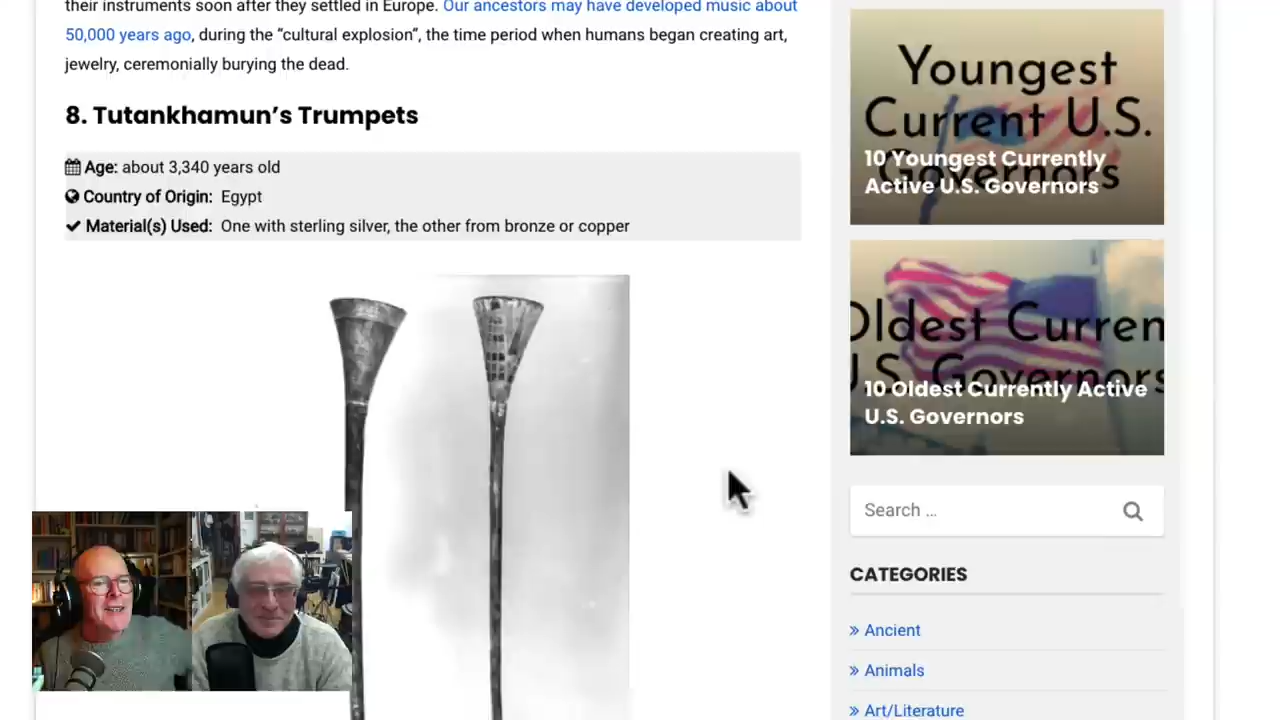 their instruments soon after they settled in Europe. Our ancestors may have developed music about
50,000 years ago, during the “cultural explosion”, the time period when humans began creating art,
jewelry, ceremonially burying the dead.
8. Tutankhamun’s Trumpets
Age: about 3,340 years old
Country of Origin: Egypt
Material(s) Used: One with sterling silver, the other from bronze or copper
Youngest
Current U.S.
Governors
10 Youngest Currently
Active U.S. Governors
Oldest Curren
U.S. Governors
10 Oldest Currently Active
U.S. Governors
Search ...
CATEGORIES
» Ancient
» Animals
» Art/Literature